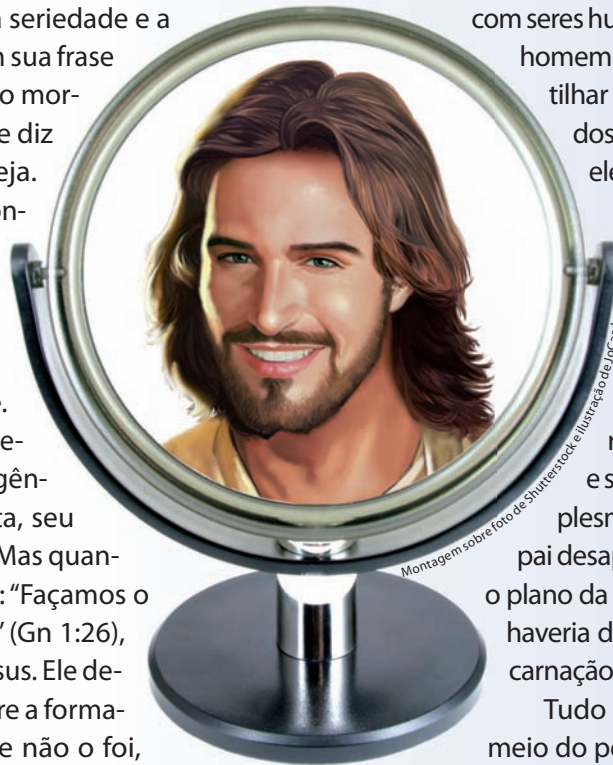 seriedade e a
sua frase
o mor-
e diz
eja.
on-
e-
gên-
ta, seu
Mas quan-
: “Façamos o
” (Gn 1:26),
sus. Ele de-
re a forma-
e não o foi,
com seres hu
homem
tilhar
dos
ele
e s
plesm
pai desap
o plano da
haveria d
carnação
Tudo
meio do pe
Montagem sobre foto de Shutterstock e ilustração de